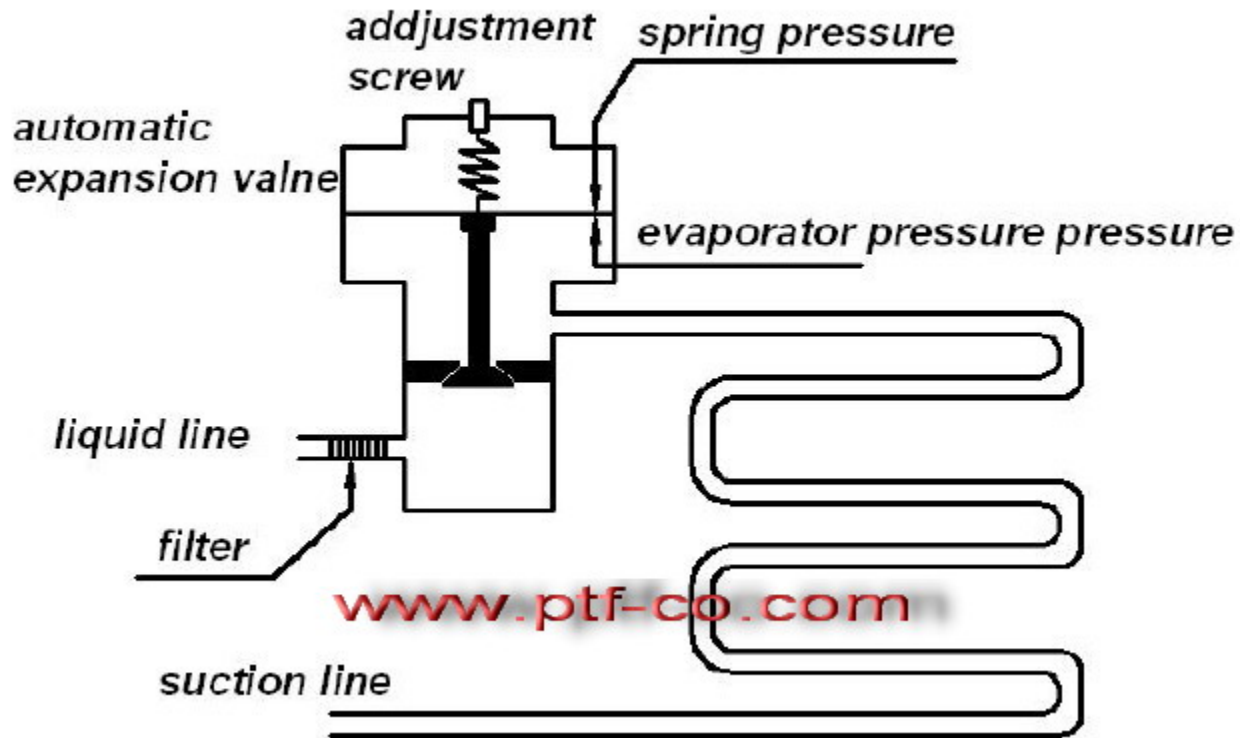 addjustment
screw
spring pressure
automatic
expansion valne
evaporator pressure pressure
liquid line
filter
www.ptf-co.com
suction line